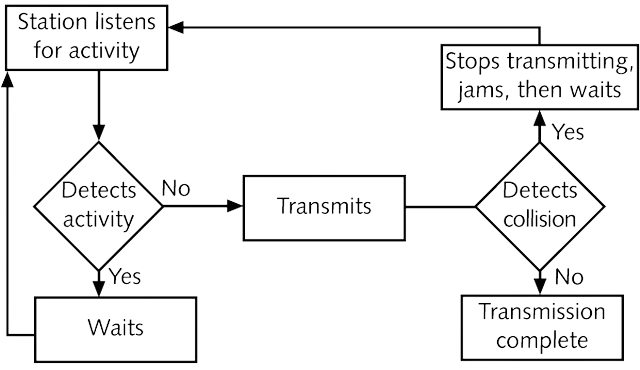 Station listens
for activity
Stops transmitting,
jams, then waits
Yes
Detects
activity
No
Transmits
Detects
collision
Yes
No
Waits
Transmission
complete